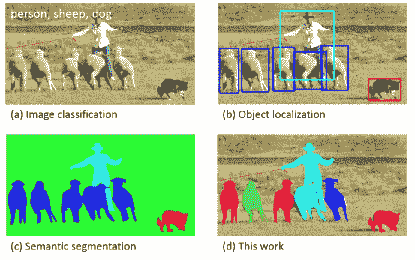 person, sheep, dog
(a) Image classification
(b) Object localization
(c) Semantic segmentation
(d) This work